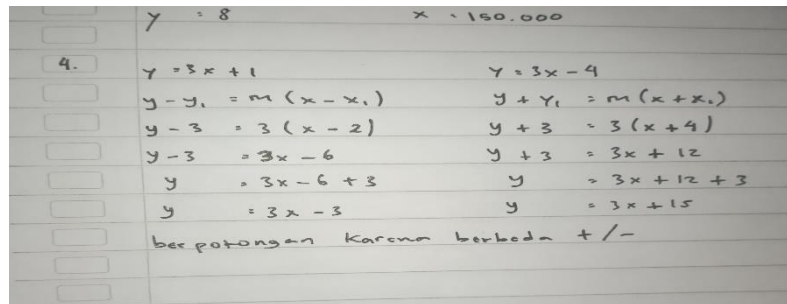 y = 8 x = 150.000
4. y = 3x + 1 y = 3x - 4
y - y₁ = m (x - x₁) y + y₁ = m (x + x₁)
y - 3 = 3 (x - 2) y + 3 = 3 (x + 4)
y - 3 = 3x - 6 y + 3 = 3x + 12
y = 3x - 6 + 3 y = 3x + 12 + 3
y = 3x - 3 y = 3x + 15
berpotongan karena berbeda + / -